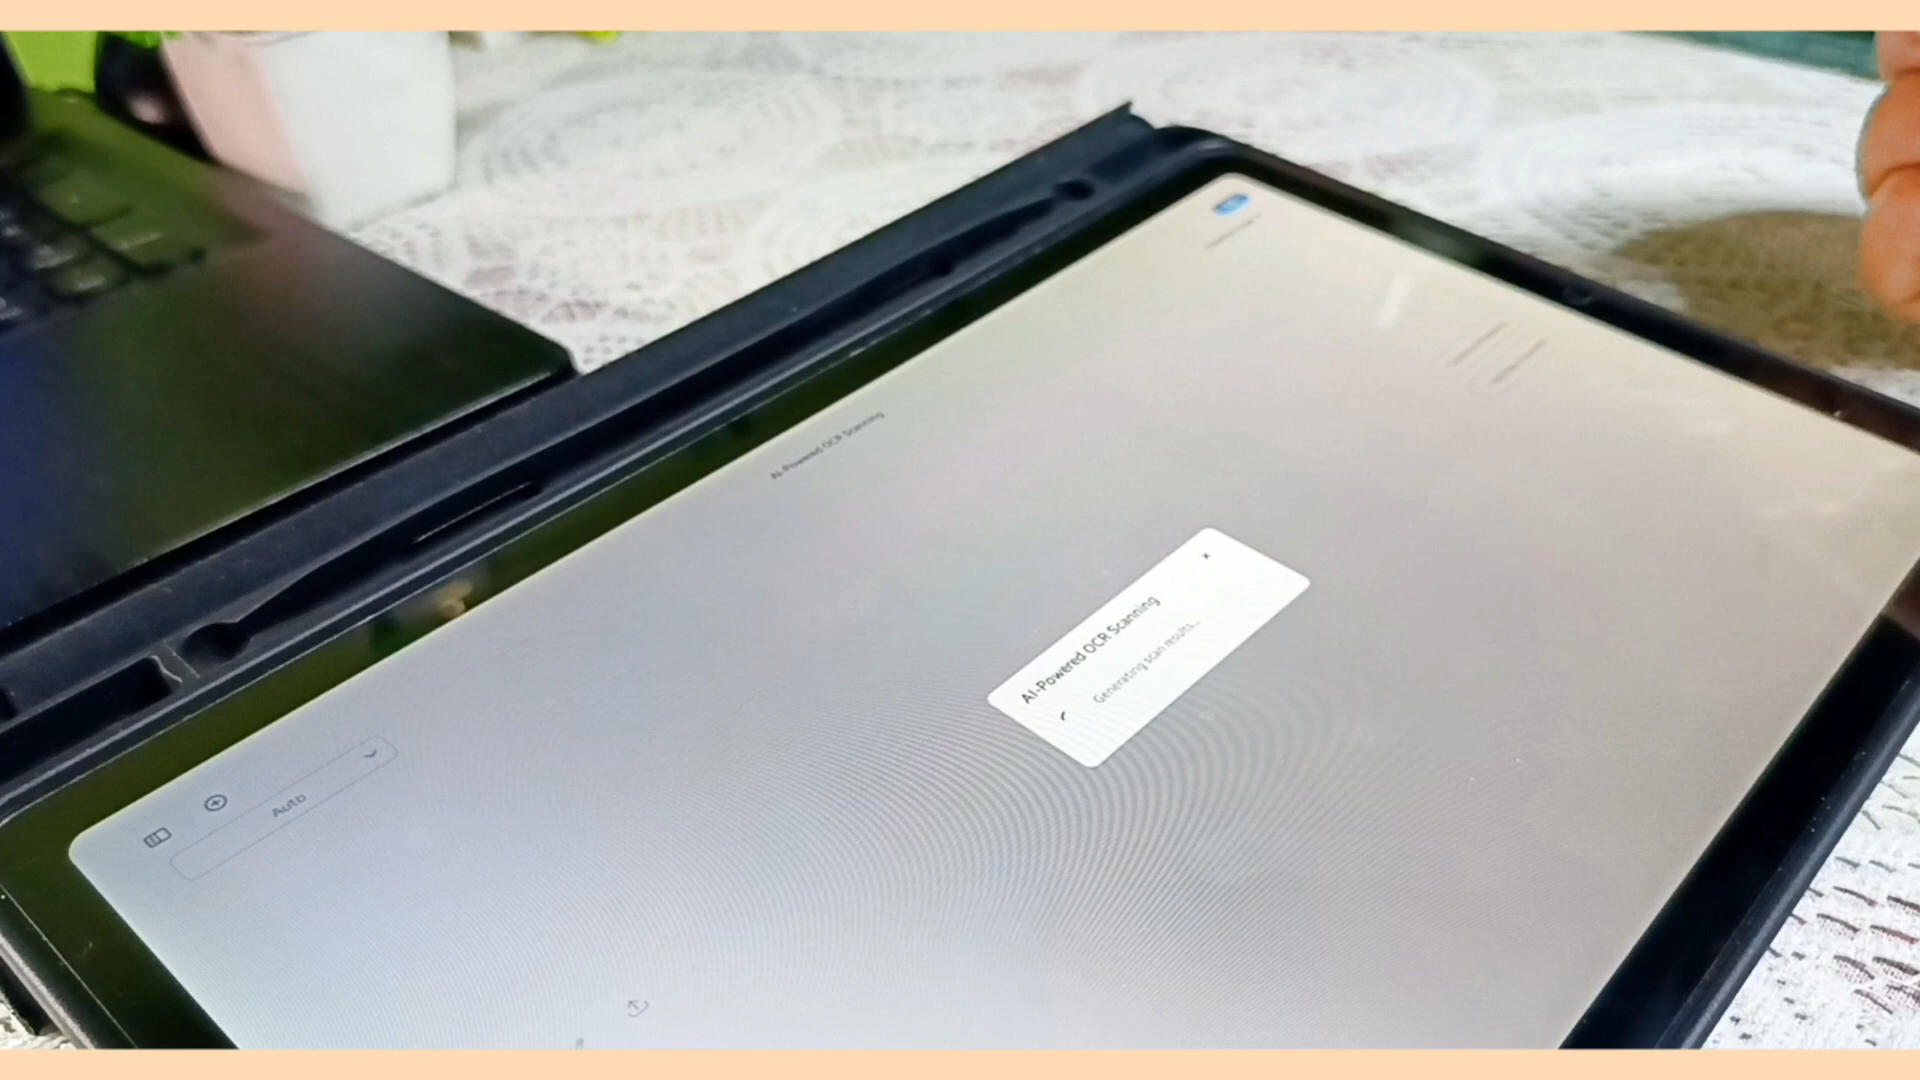 AI-Powered OCR Scanning
Auto
AI-Powered OCR Scanning
Generating scan results...